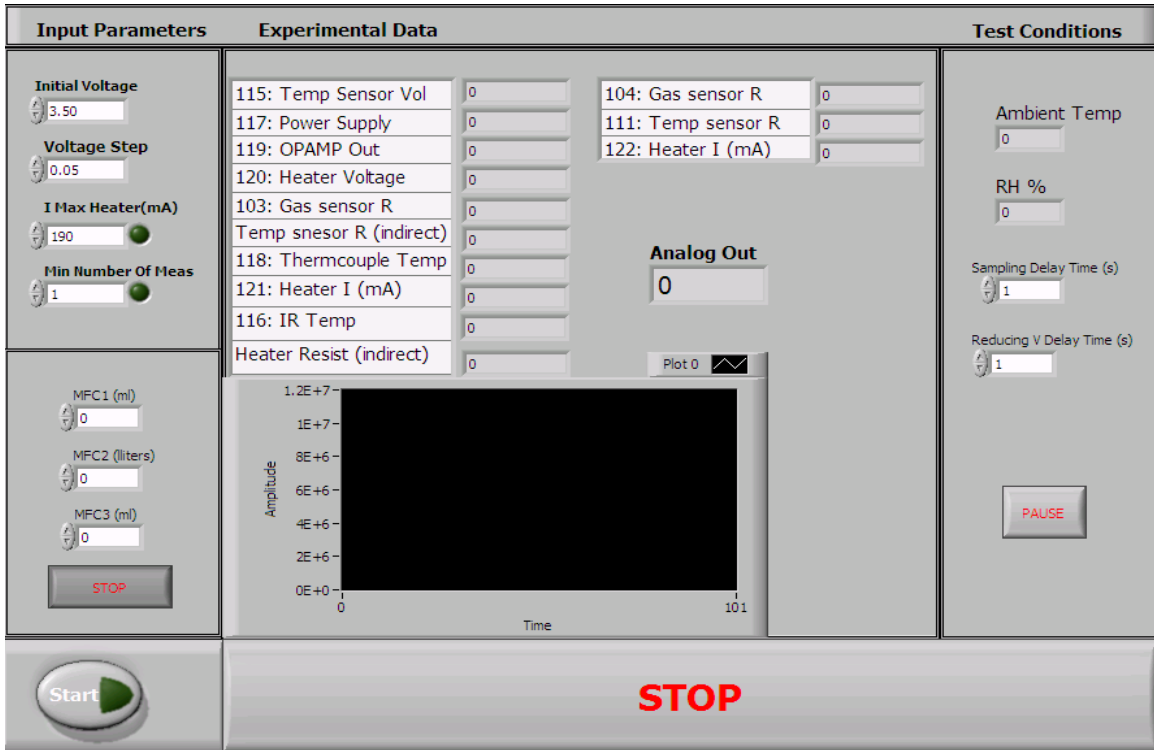 Input Parameters
Experimental Data
Test Conditions
Initial Voltage
3.50
Voltage Step
0.05
I Max Heater(mA)
190
Min Number Of Meas
1
MFC1 (ml)
0
MFC2 (lliters)
0
MFC3 (ml)
0
STOP
115: Temp Sensor Vol 0
117: Power Supply 0
119: OPAMP Out 0
120: Heater Voltage 0
103: Gas sensor R 0
Temp snesor R (indirect) 0
118: Thermcouple Temp 0
121: Heater I (mA) 0
116: IR Temp 0
Heater Resist (indirect) 0
104: Gas sensor R 0
111: Temp sensor R 0
122: Heater I (mA) 0
Analog Out
0
Plot 0
1.2E+7
1E+7
8E+6
6E+6
4E+6
2E+6
0E+0
Amplitude
0 101
Time
Ambient Temp
0
RH %
0
Sampling Delay Time (s)
1
Reducing V Delay Time (s)
1
PAUSE
Start
STOP